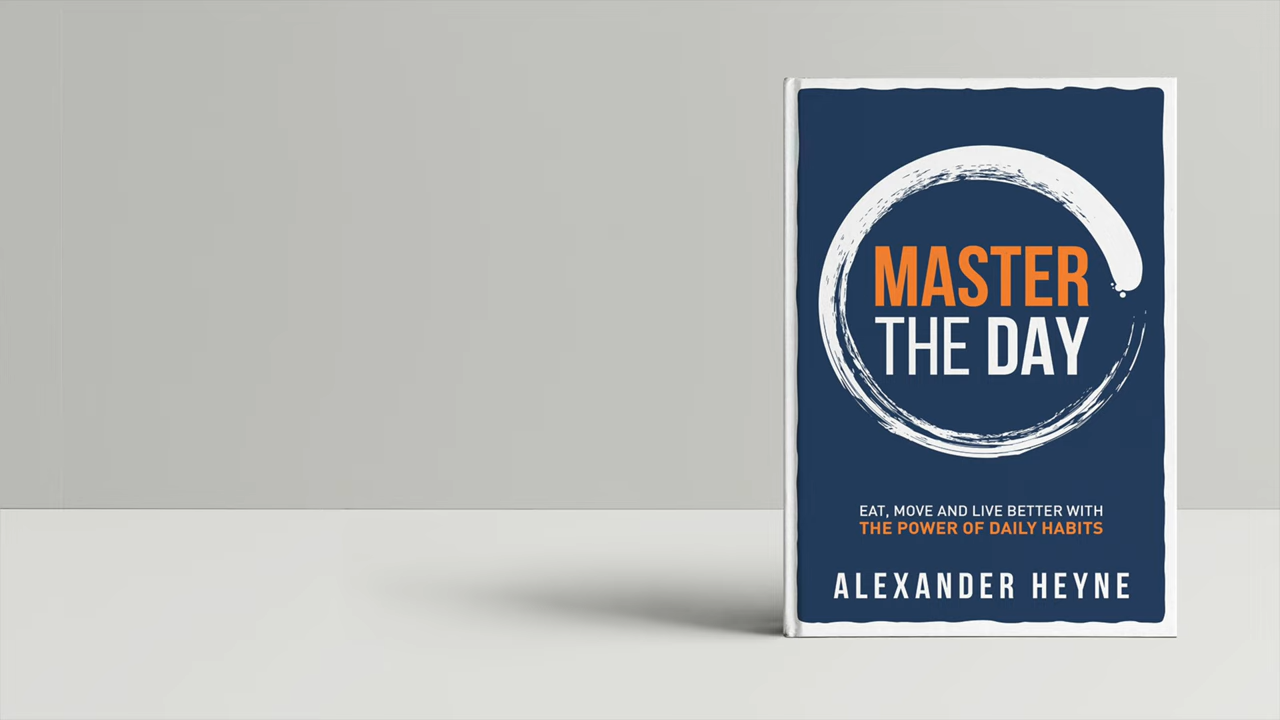 MASTER
THE DAY
EAT, MOVE AND LIVE BETTER WITH
THE POWER OF DAILY HABITS
ALEXANDER HEYNE